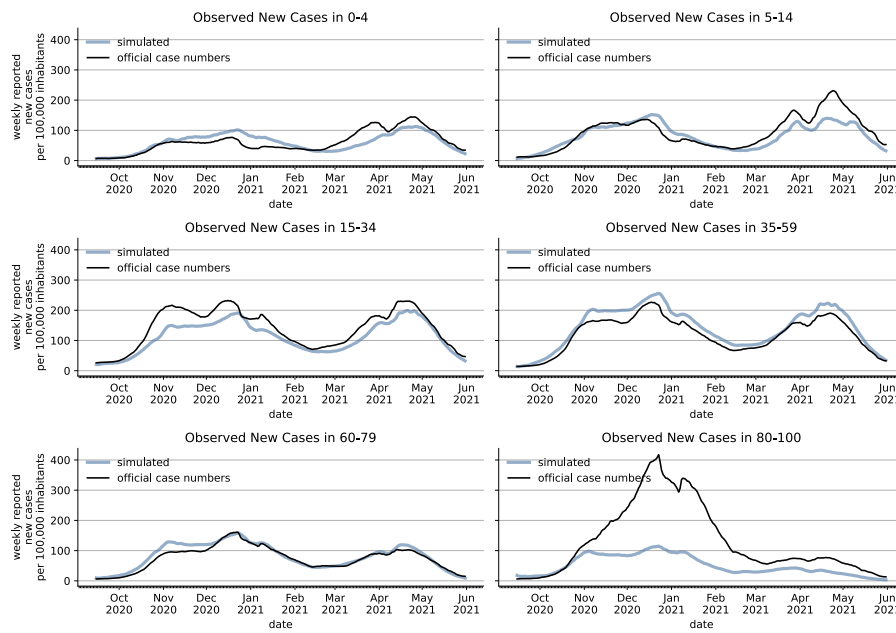 Observed New Cases in 0-4
weekly reported
new cases
per 100,000 inhabitants
400
300
200
100
0
simulated
official case numbers
Oct Nov Dec Jan Feb Mar Apr May Jun
2020 2020 2020 2021 2021 2021 2021 2021 2021
date
Observed New Cases in 5-14
simulated
official case numbers
Oct Nov Dec Jan Feb Mar Apr May Jun
2020 2020 2020 2021 2021 2021 2021 2021 2021
date
Observed New Cases in 15-34
weekly reported
new cases
per 100,000 inhabitants
400
300
200
100
0
simulated
official case numbers
Oct Nov Dec Jan Feb Mar Apr May Jun
2020 2020 2020 2021 2021 2021 2021 2021 2021
date
Observed New Cases in 35-59
simulated
official case numbers
Oct Nov Dec Jan Feb Mar Apr May Jun
2020 2020 2020 2021 2021 2021 2021 2021 2021
date
Observed New Cases in 60-79
weekly reported
new cases
per 100,000 inhabitants
400
300
200
100
0
simulated
official case numbers
Oct Nov Dec Jan Feb Mar Apr May Jun
2020 2020 2020 2021 2021 2021 2021 2021 2021
date
Observed New Cases in 80-100
simulated
official case numbers
Oct Nov Dec Jan Feb Mar Apr May Jun
2020 2020 2020 2021 2021 2021 2021 2021 2021
date